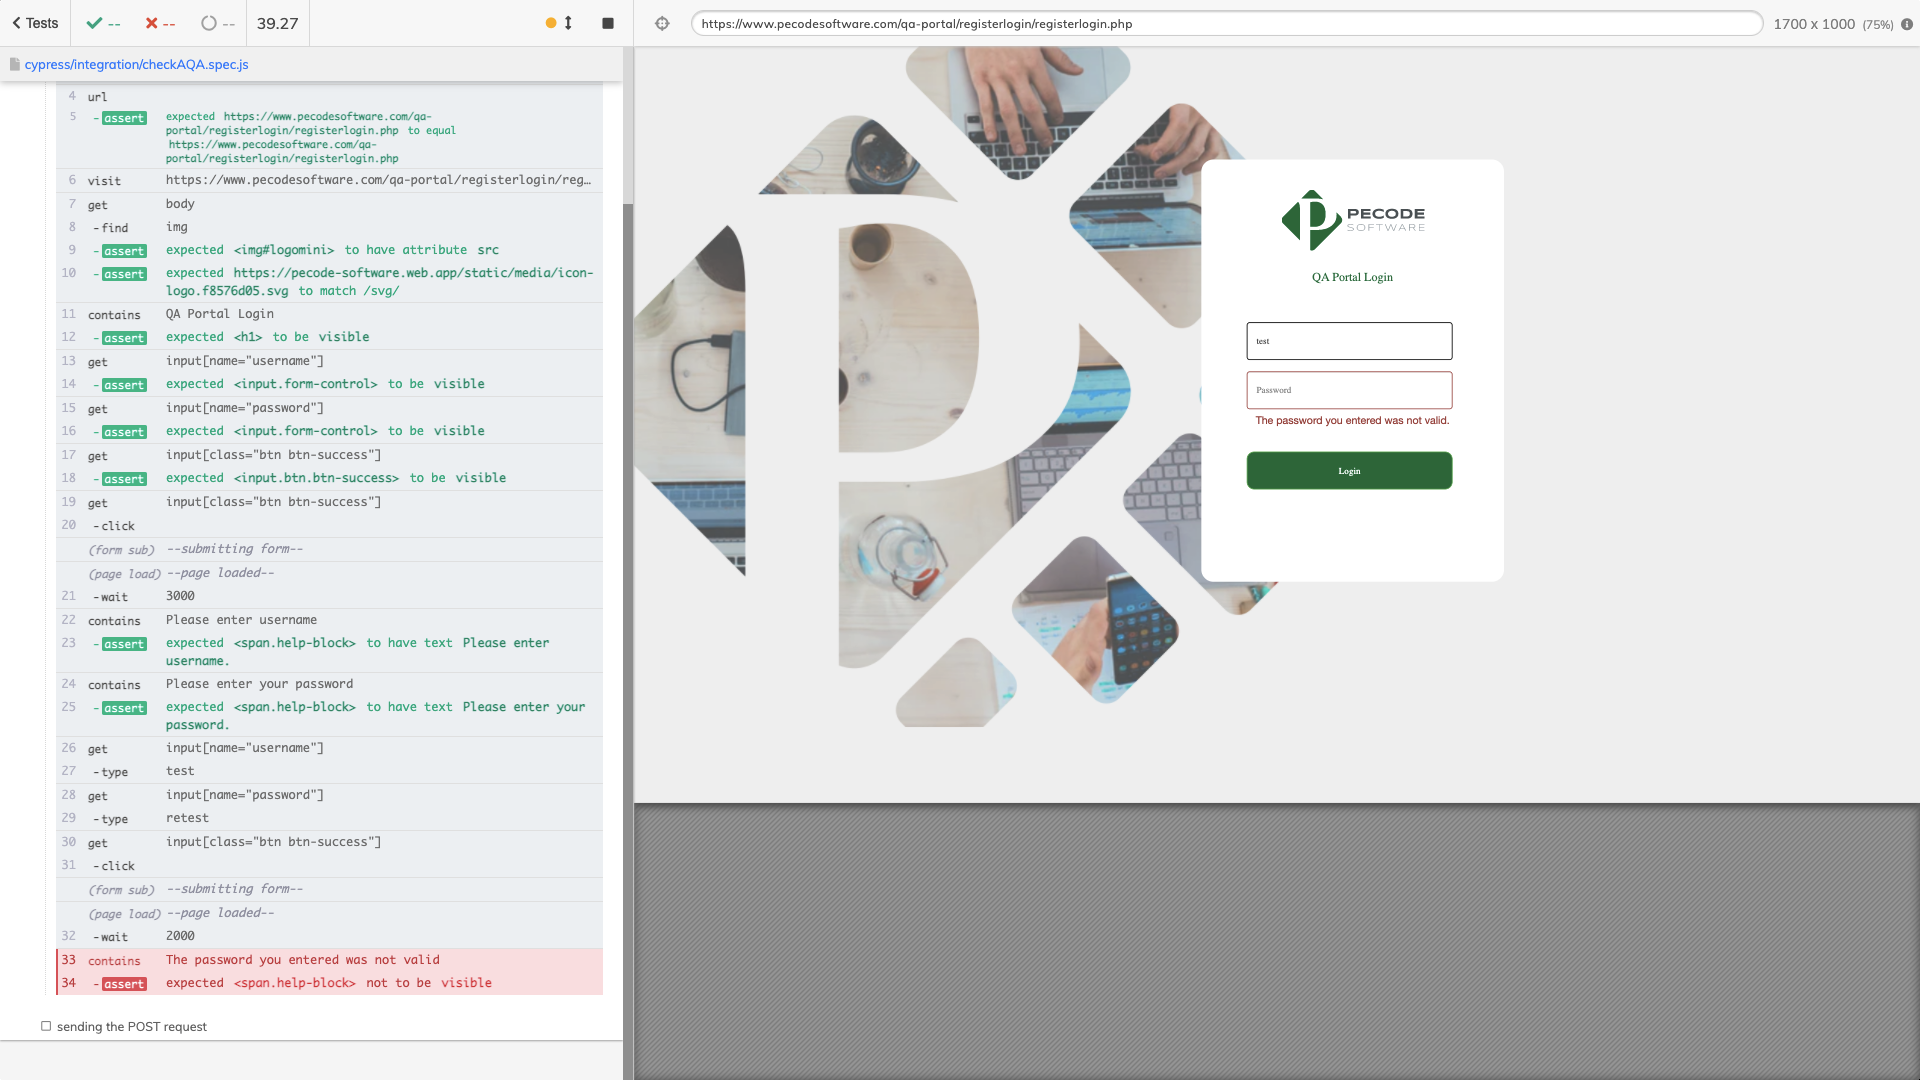 Tests
--
--
--
39.27
https://www.pecodesoftware.com/qa-portal/registerlogin/registerlogin.php
1700 x 1000 (75%)
cypress/integration/checkAQA.spec.js
4 url
5 -assert expected https://www.pecodesoftware.com/qa-
portal/registerlogin/registerlogin.php to equal
https://www.pecodesoftware.com/qa-
portal/registerlogin/registerlogin.php
6 visit https://www.pecodesoftware.com/qa-portal/registerlogin/reg…
7 get body
8 -find img
9 -assert expected <img#logomini> to have attribute src
10 -assert expected https://pecode-software.web.app/static/media/icon-
logo.f8576d05.svg to match /svg/
11 contains QA Portal Login
12 -assert expected <h1> to be visible
13 get input[name="username"]
14 -assert expected <input.form-control> to be visible
15 get input[name="password"]
16 -assert expected <input.form-control> to be visible
17 get input[class="btn btn-success"]
18 -assert expected <input.btn.btn-success> to be visible
19 get input[class="btn btn-success"]
20 -click
(form sub) --submitting form--
(page load) --page loaded--
21 -wait 3000
22 contains Please enter username
23 -assert expected <span.help-block> to have text Please enter
username.
24 contains Please enter your password
25 -assert expected <span.help-block> to have text Please enter your
password.
26 get input[name="username"]
27 -type test
28 get input[name="password"]
29 -type retest
30 get input[class="btn btn-success"]
31 -click
(form sub) --submitting form--
(page load) --page loaded--
32 -wait 2000
33 contains The password you entered was not valid
34 -assert expected <span.help-block> not to be visible
sending the POST request
PECODE
SOFTWARE
QA Portal Login
test
Password
The password you entered was not valid.
Login